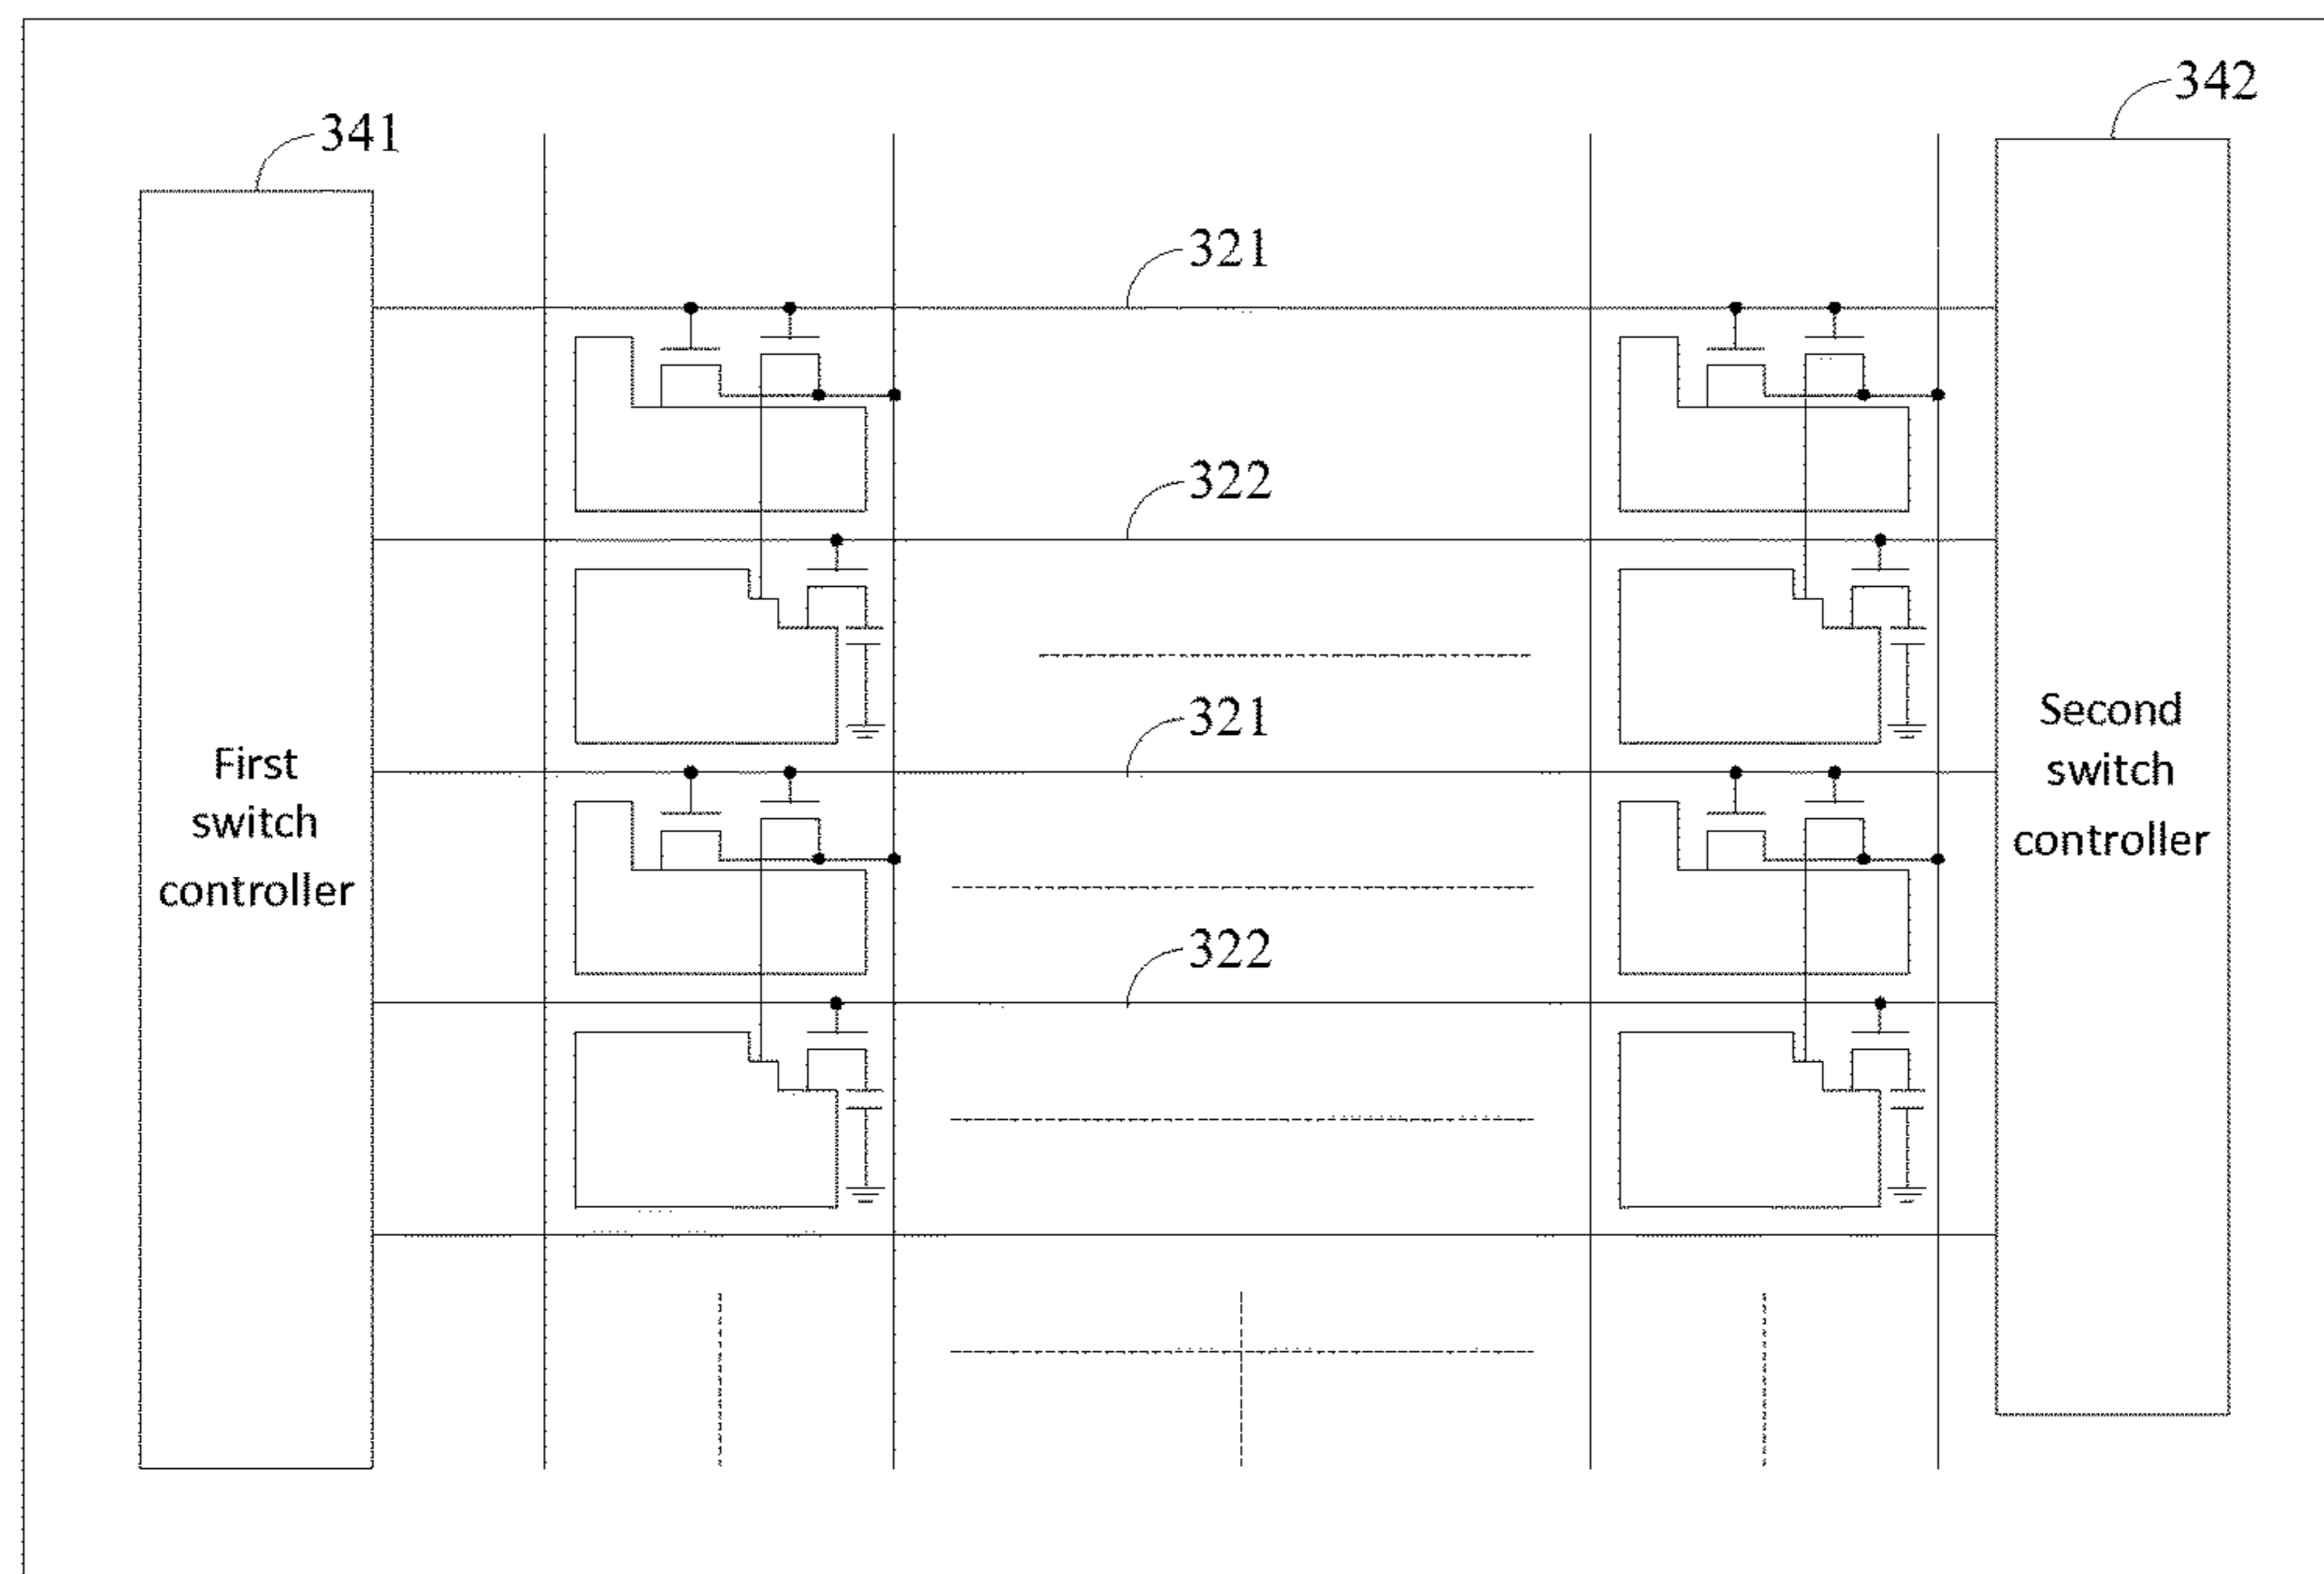 342
341
321
322
321
322
First
switch
controller
Second
switch
controller